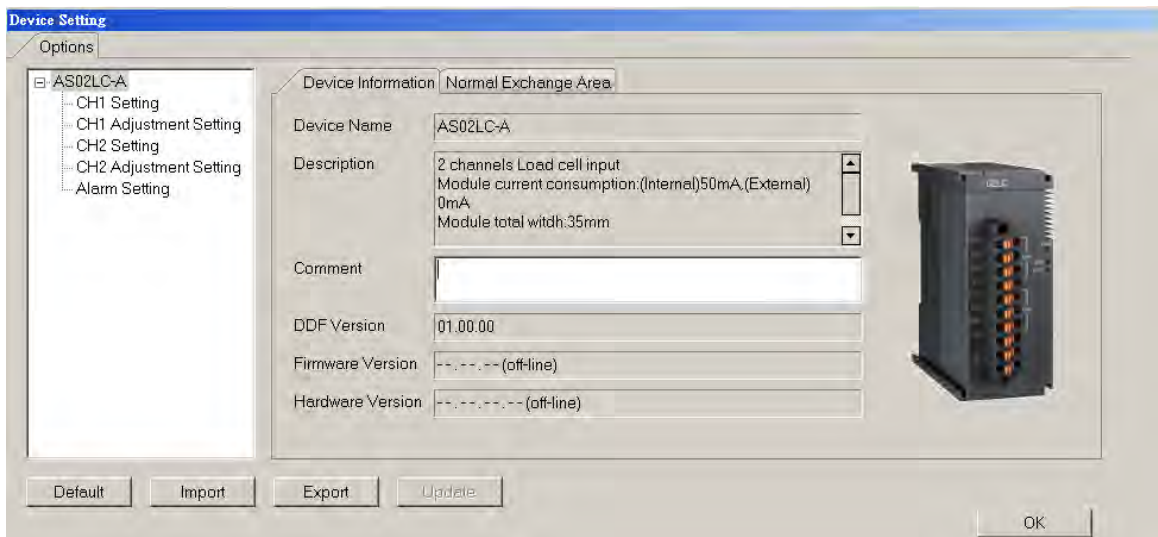 Device Setting
Options
AS02LC-A
CH1 Setting
CH1 Adjustment Setting
CH2 Setting
CH2 Adjustment Setting
Alarm Setting
Device Information
Normal Exchange Area
Device Name
AS02LC-A
Description
2 channels Load cell input
Module current consumption:(Internal)50mA,(External)
0mA
Module total witdh:35mm
Comment
DDF Version
01.00.00
Firmware Version
--.--.--(off-line)
Hardware Version
--.--.--.--(off-line)
Default
Import
Export
Update
OK